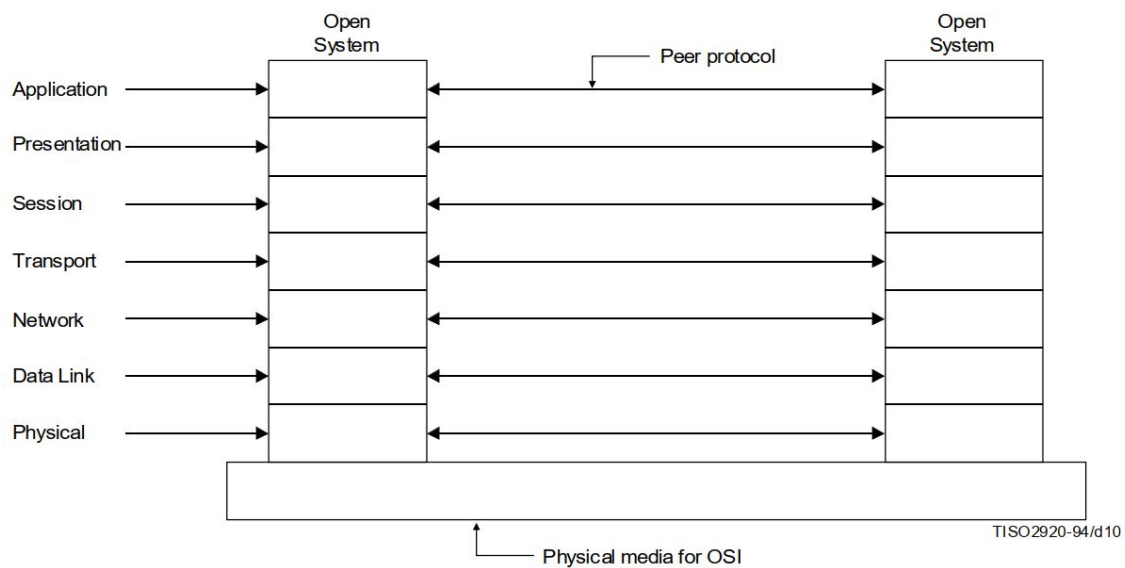 Open
System
Open
System
Peer protocol
Application
Presentation
Session
Transport
Network
Data Link
Physical
TISO2920-94/d10
Physical media for OSI